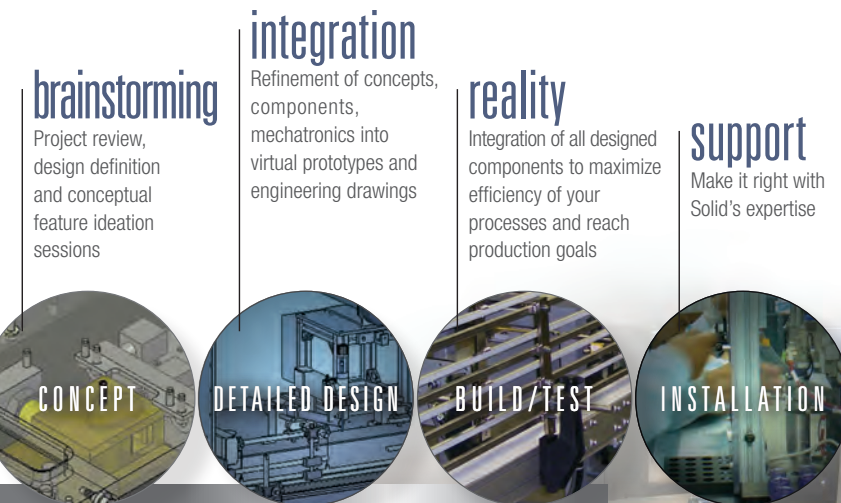 brainstorming
Project review,
design definition
and conceptual
feature ideation
sessions
integration
Refinement of concepts,
components,
mechatronics into
virtual prototypes and
engineering drawings
reality
Integration of all designed
components to maximize
efficiency of your
processes and reach
production goals
support
Make it right with
Solid's expertise
CONCEPT
DETAILED DESIGN
BUILD/TEST
INSTALLATION